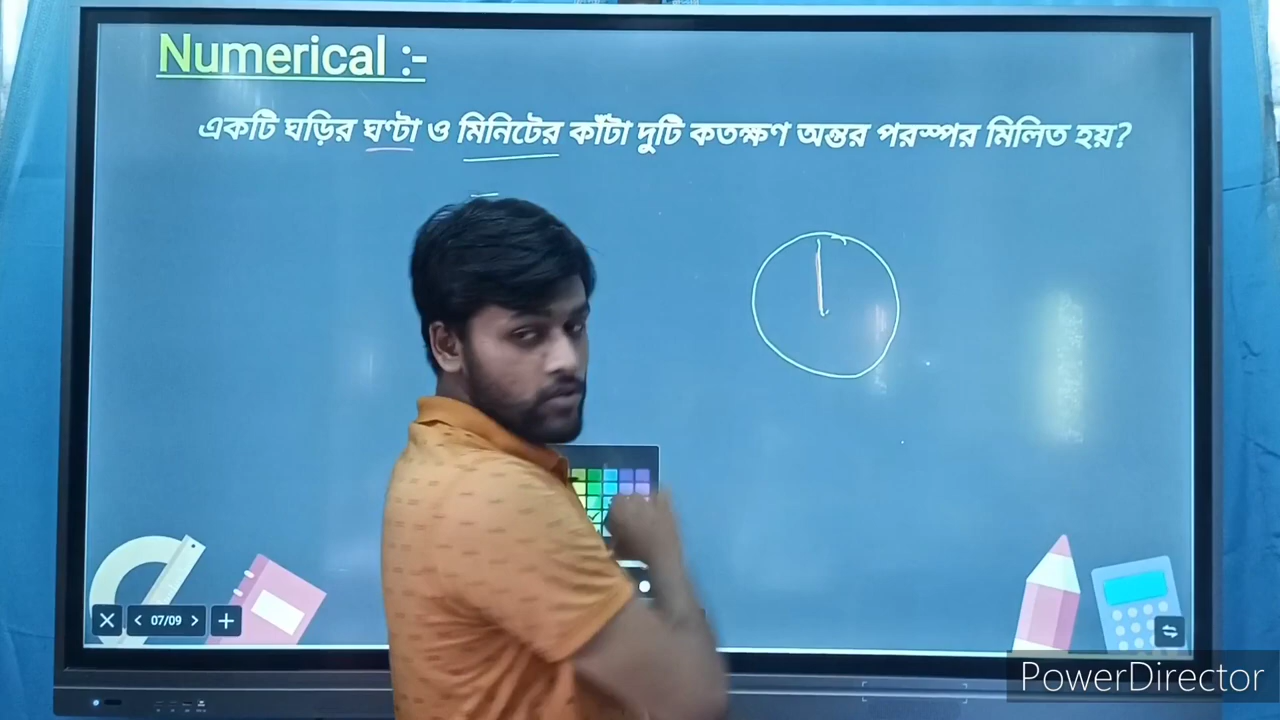 Numerical :-
একটি ঘড়ির ঘণ্টা ও মিনিটের কাঁটা দুটি কতক্ষণ অন্তর পরস্পর মিলিত হয়?
07/09
PowerDirector